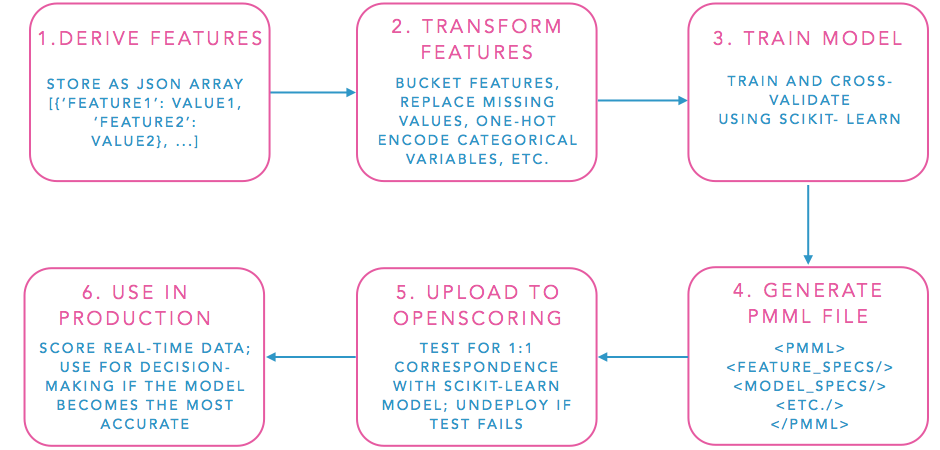 1.DERIVE FEATURES
STORE AS JSON ARRAY
[{‘FEATURE1’: VALUE1,
‘FEATURE2’:
VALUE2}, ...]
2. TRANSFORM
FEATURES
BUCKET FEATURES,
REPLACE MISSING
VALUES, ONE-HOT
ENCODE CATEGORICAL
VARIABLES, ETC.
3. TRAIN MODEL
TRAIN AND CROSS-
VALIDATE
USING SCIKIT- LEARN
4. GENERATE
PMML FILE
<PMML>
<FEATURE_SPECS/>
<MODEL_SPECS/>
<ETC./>
</PMML>
5. UPLOAD TO
OPENSCORING
TEST FOR 1:1
CORRESPONDENCE
WITH SCIKIT-LEARN
MODEL; UNDEPLOY IF
TEST FAILS
6. USE IN
PRODUCTION
SCORE REAL-TIME DATA;
USE FOR DECISION-
MAKING IF THE MODEL
BECOMES THE MOST
ACCURATE